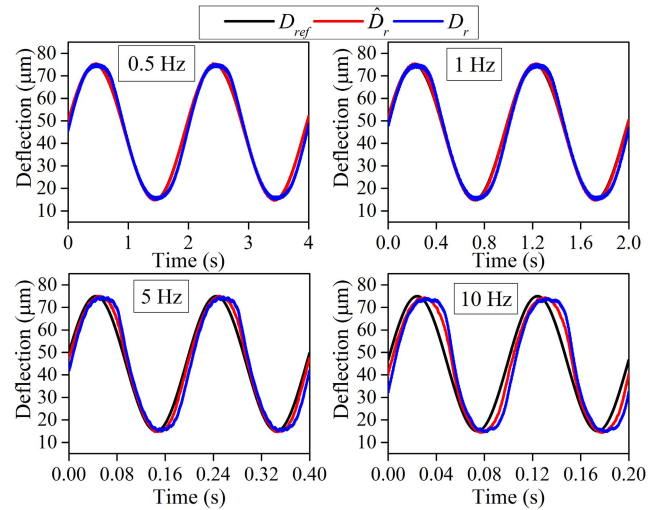 D_ref D̂_r D_r
0.5 Hz
Deflection (μm)
80
70
60
50
40
30
20
10
0 1 2 3 4
Time (s)
1 Hz
Deflection (μm)
80
70
60
50
40
30
20
10
0.0 0.4 0.8 1.2 1.6 2.0
Time (s)
5 Hz
Deflection (μm)
80
70
60
50
40
30
20
10
0.00 0.08 0.16 0.24 0.32 0.40
Time (s)
10 Hz
Deflection (μm)
80
70
60
50
40
30
20
10
0.00 0.04 0.08 0.12 0.16 0.20
Time (s)